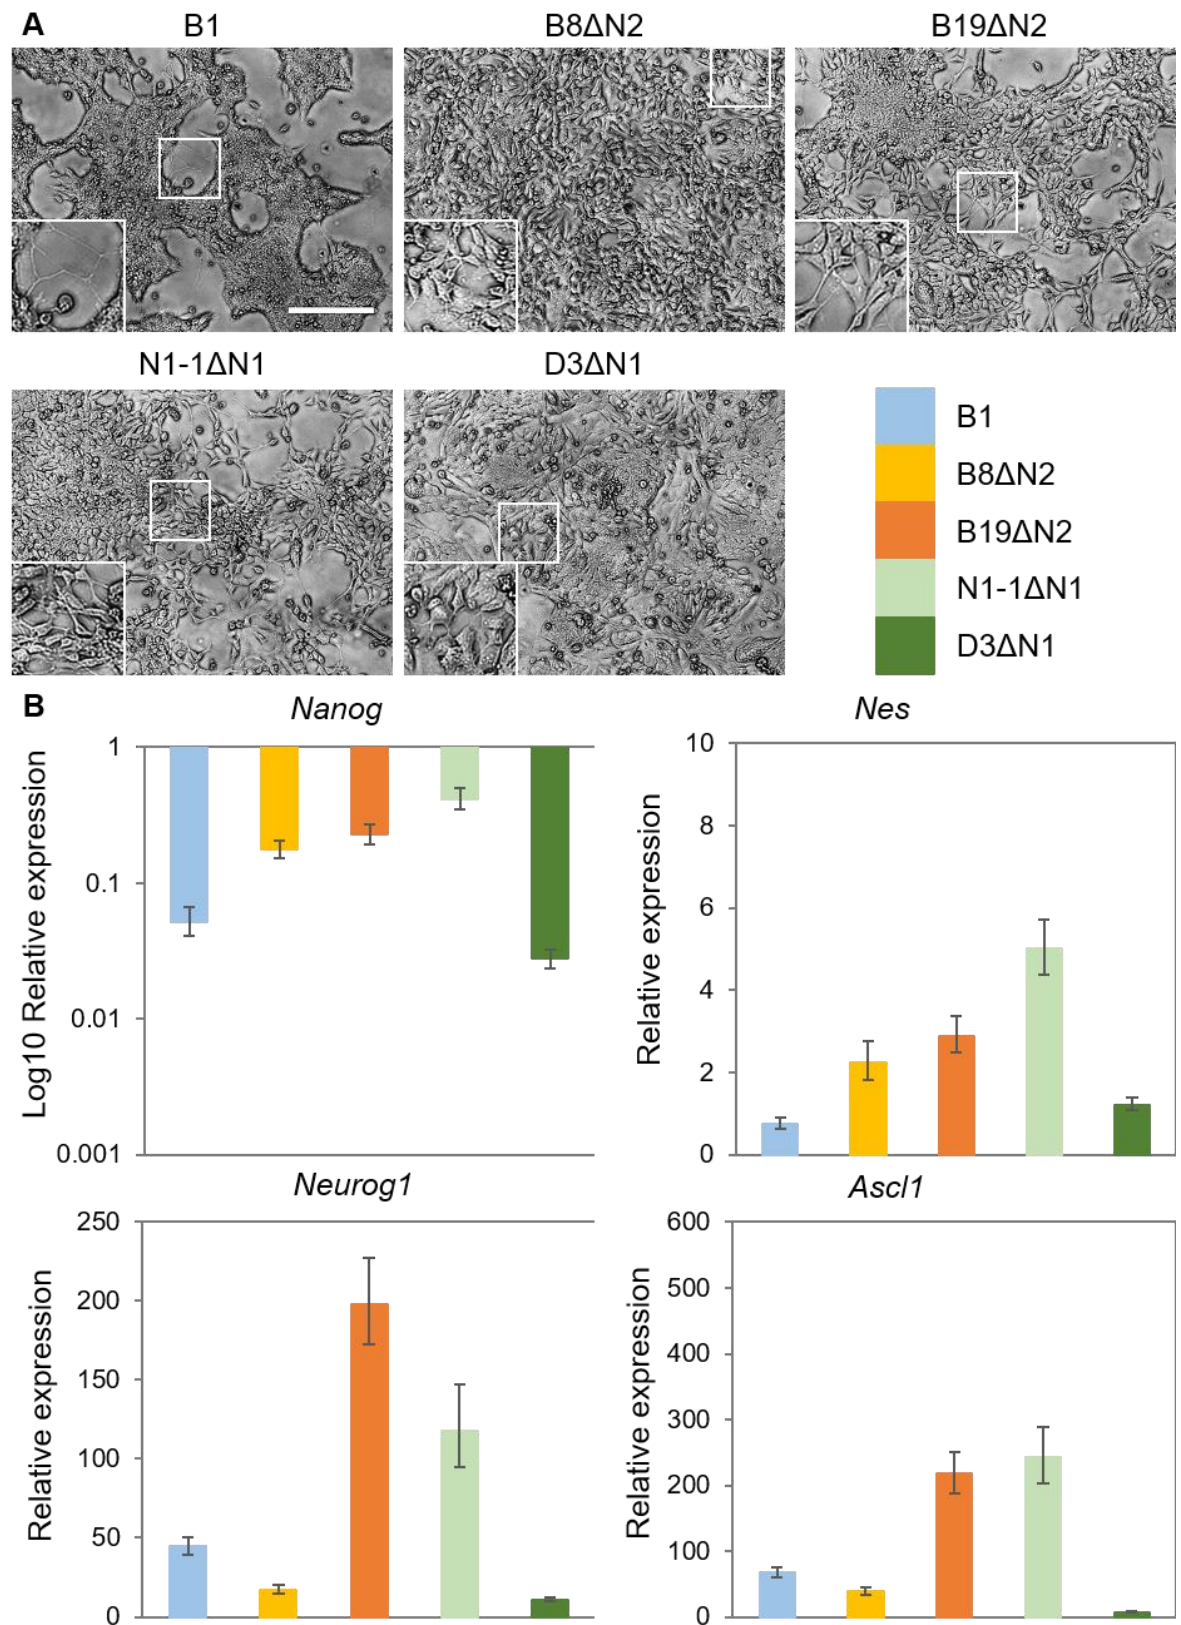 A
B1
B8ΔN2
B19ΔN2
N1-1ΔN1
D3ΔN1
B1
B8ΔN2
B19ΔN2
N1-1ΔN1
D3ΔN1
B
Nanog
Log10 Relative expression
1
0.1
0.01
0.001
Nes
Relative expression
10
8
6
4
2
0
Neurog1
Relative expression
250
200
150
100
50
0
Ascl1
Relative expression
600
500
400
300
200
100
0